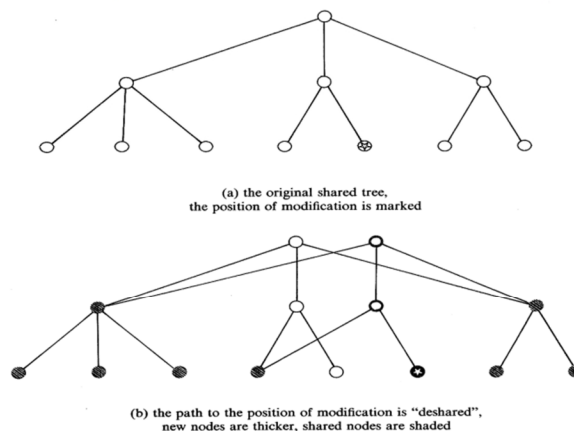 (a) the original shared tree,
the position of modification is marked
(b) the path to the position of modification is "deshared",
new nodes are thicker, shared nodes are shaded